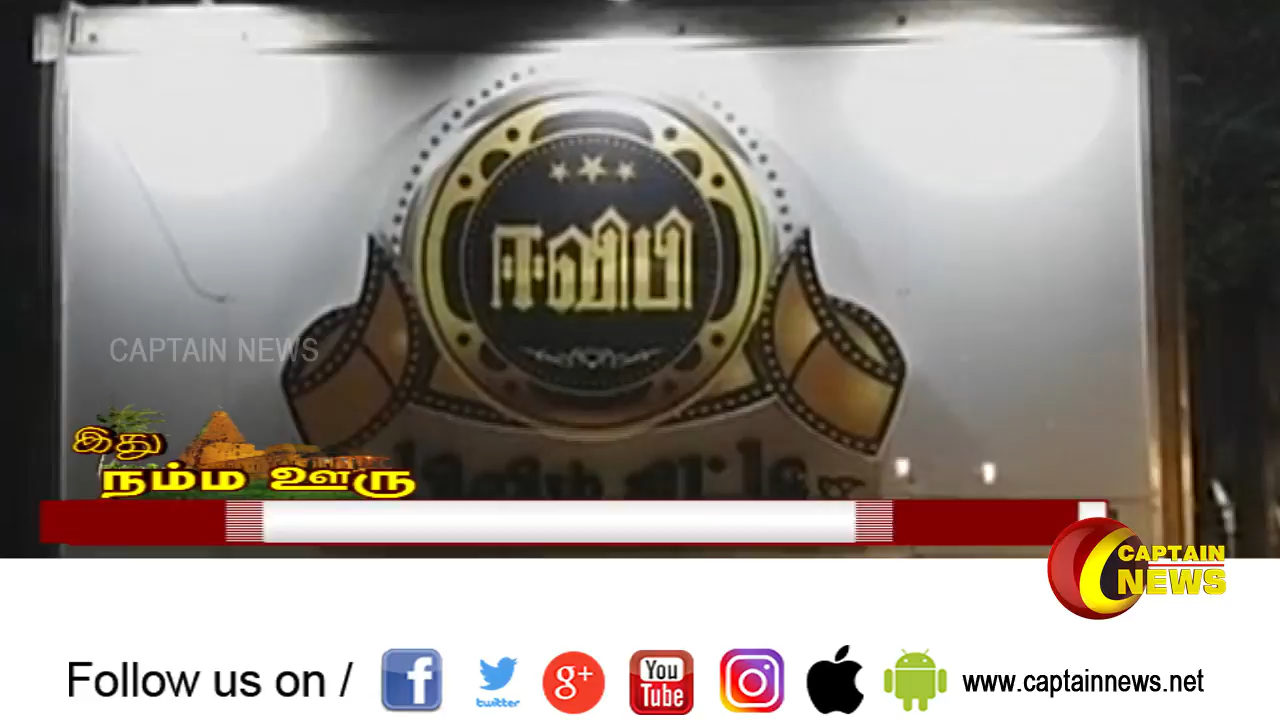 ஈவிபி
CAPTAIN NEWS
இது
நம்ம ஊரு
CAPTAIN
NEWS
Follow us on / f twitter g+ You Tube www.captainnews.net